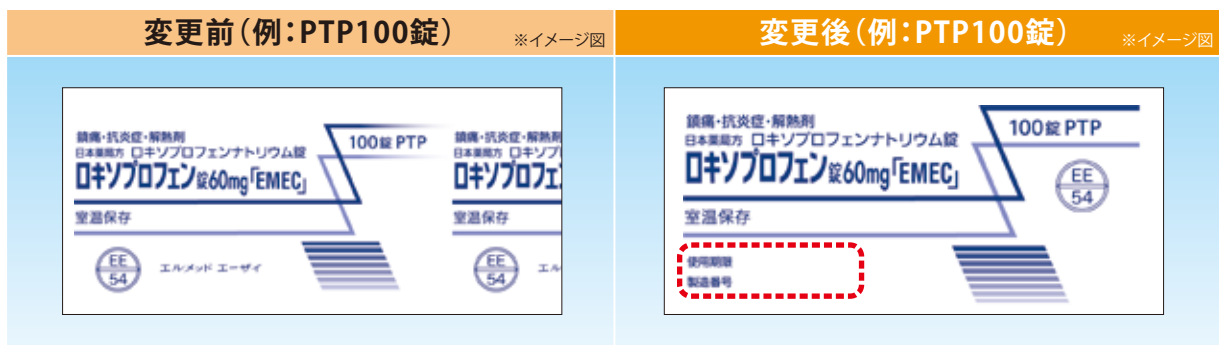 変更前（例：PTP100錠）
※イメージ図
鎮痛・抗炎症・解熱剤
日本薬局方 ロキソプロフェンナトリウム錠
ロキソプロフェン錠60mg「EMEC」
100錠 PTP
室温保存
EE
54
エルメッド エーザイ
鎮痛・抗炎症・解熱剤
日本薬局方 ロキソプ
ロキソプロフェ
室温保存
EE
54
エル
変更後（例：PTP100錠）
※イメージ図
鎮痛・抗炎症・解熱剤
日本薬局方 ロキソプロフェンナトリウム錠
ロキソプロフェン錠60mg「EMEC」
100錠 PTP
EE
54
室温保存
使用期限
製造番号